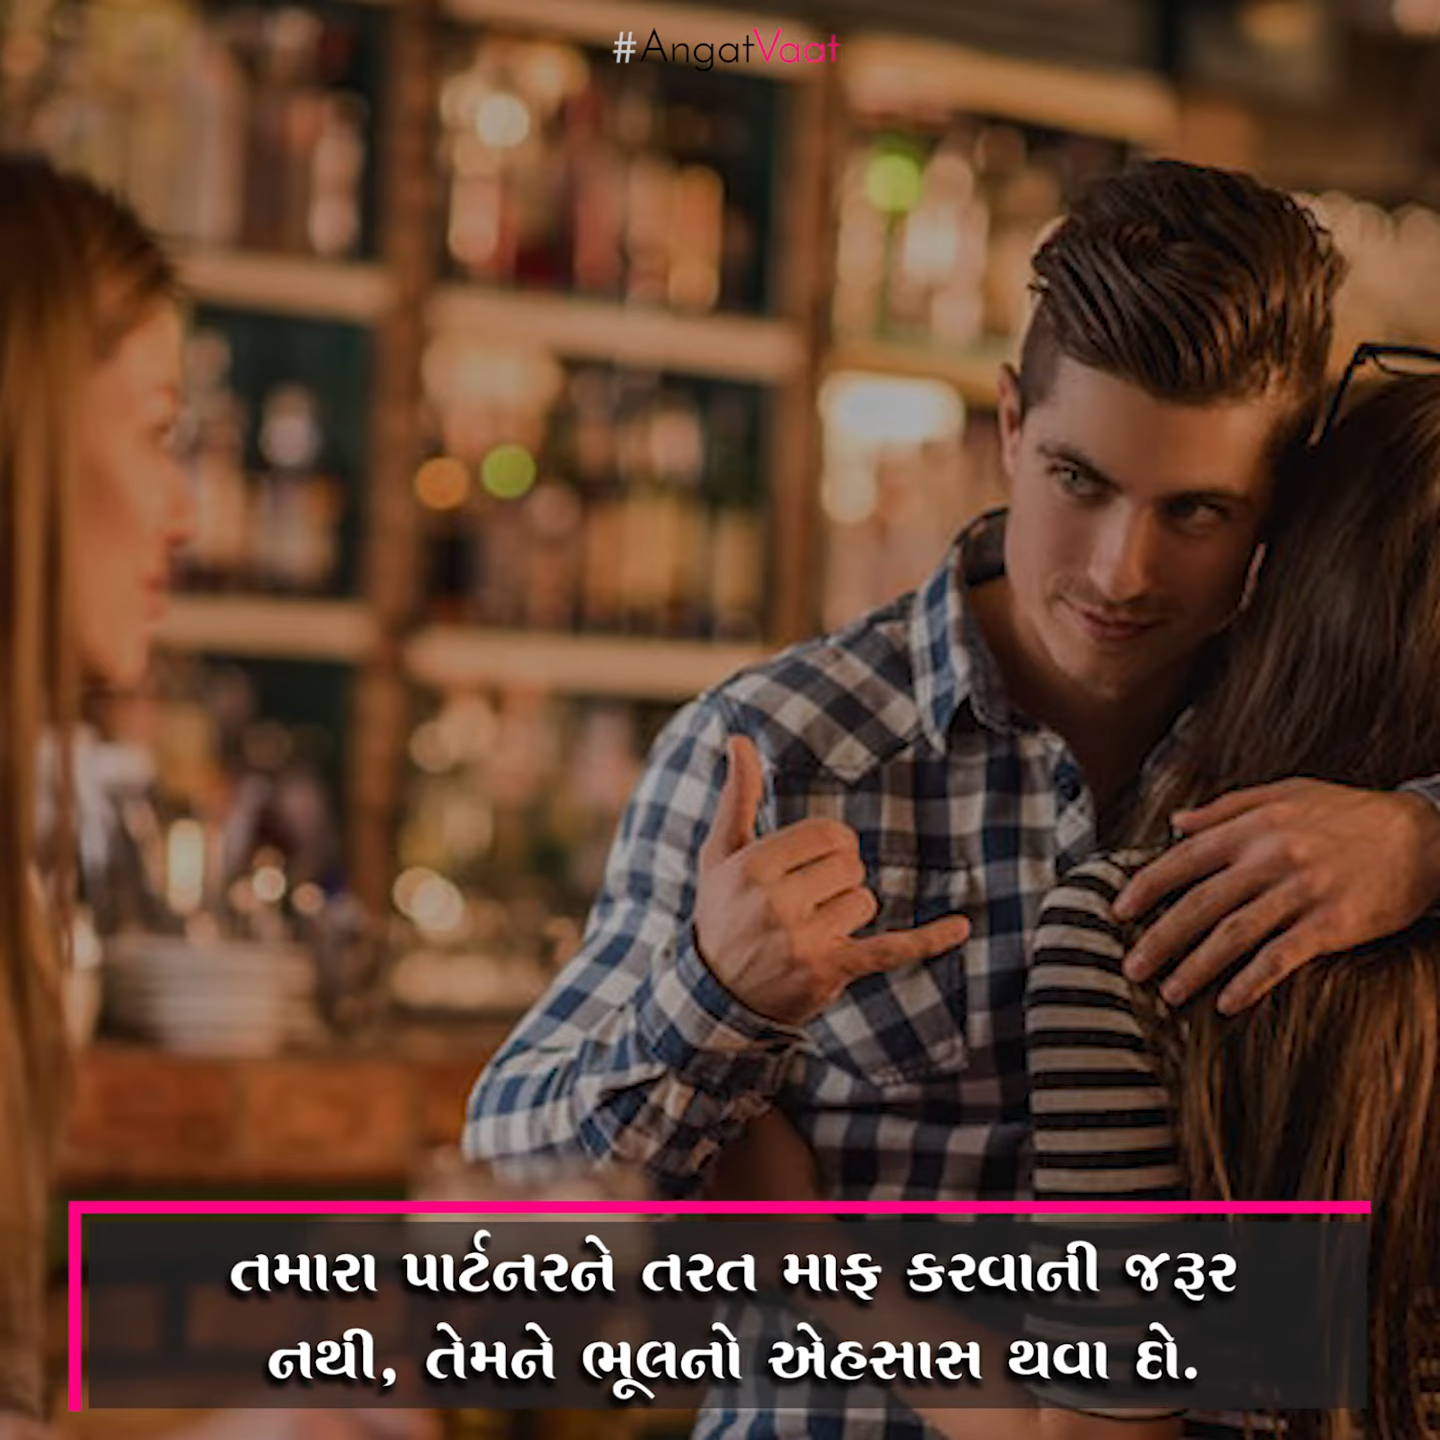 #AngatVaat
તમારા પાર્ટનરને તરત માફ કરવાની જરૂર
નથી, તેમને ભૂલનો એહસાસ થવા દો.